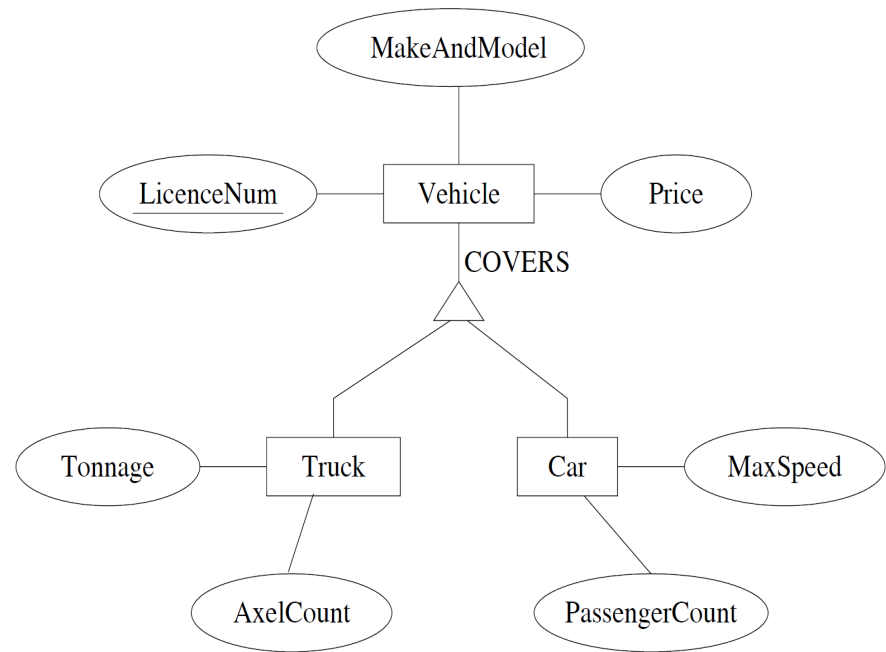 MakeAndModel
LicenceNum
Vehicle
Price
COVERS
Tonnage
Truck
Car
MaxSpeed
AxelCount
PassengerCount